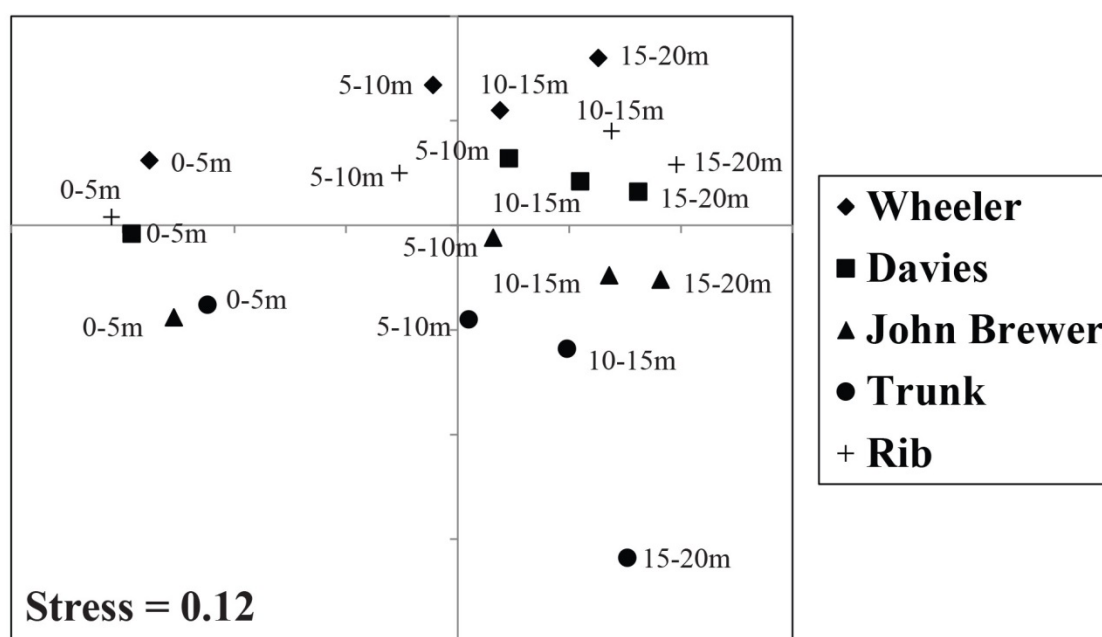 15-20m
5-10m
10-15m
10-15m
5-10m
0-5m
15-20m
5-10m
0-5m
10-15m
15-20m
0-5m
5-10m
10-15m
15-20m
0-5m
0-5m
5-10m
10-15m
15-20m
Stress = 0.12
Wheeler
Davies
John Brewer
Trunk
Rib